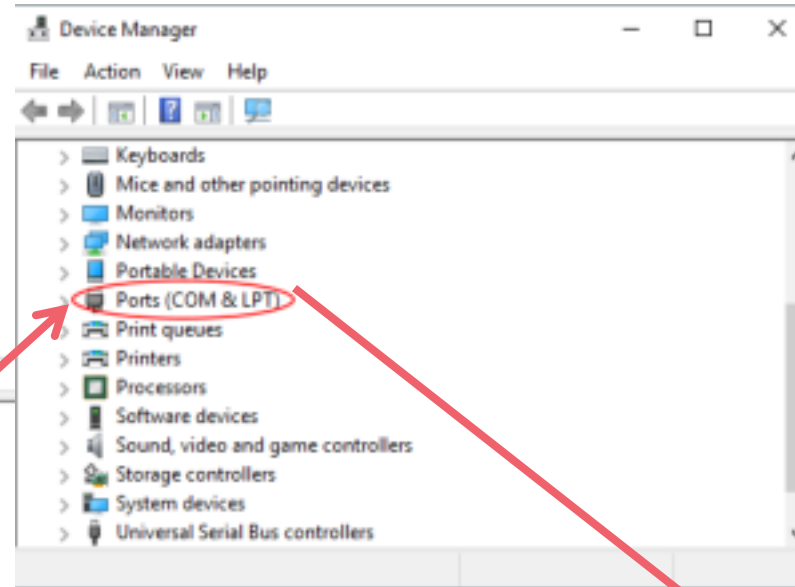 Device Manager
File Action View Help
Keyboards
Mice and other pointing devices
Monitors
Network adapters
Portable Devices
Ports (COM & LPT)
Print queues
Printers
Processors
Software devices
Sound, video and game controllers
Storage controllers
System devices
Universal Serial Bus controllers